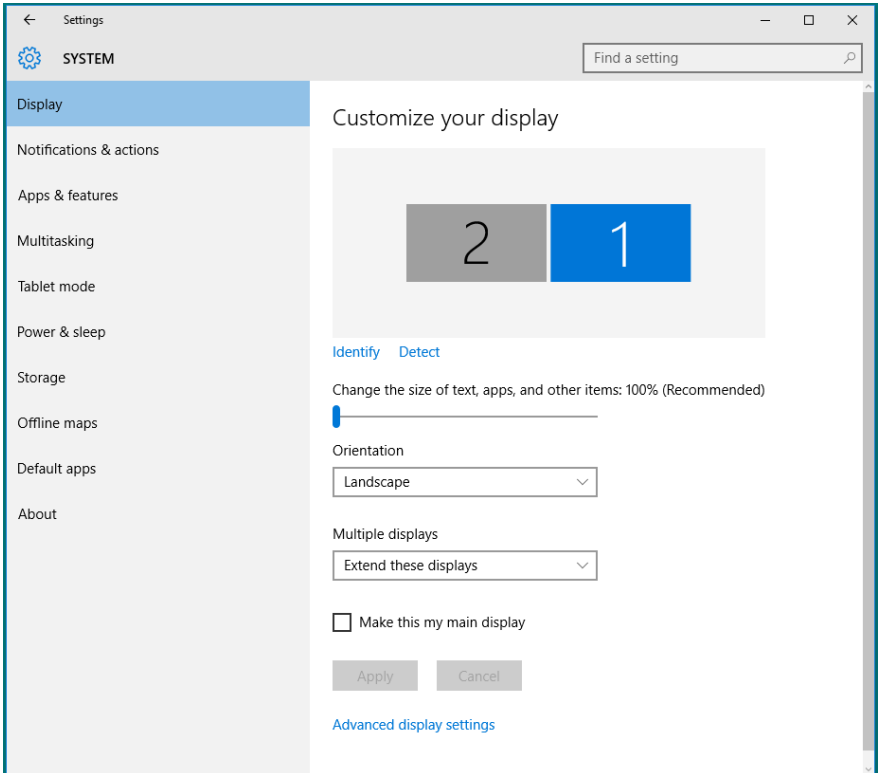 Settings
SYSTEM
Find a setting
Display
Notifications & actions
Apps & features
Multitasking
Tablet mode
Power & sleep
Storage
Offline maps
Default apps
About
Customize your display
2 1
Identify Detect
Change the size of text, apps, and other items: 100% (Recommended)
Orientation
Landscape
Multiple displays
Extend these displays
Make this my main display
Apply Cancel
Advanced display settings